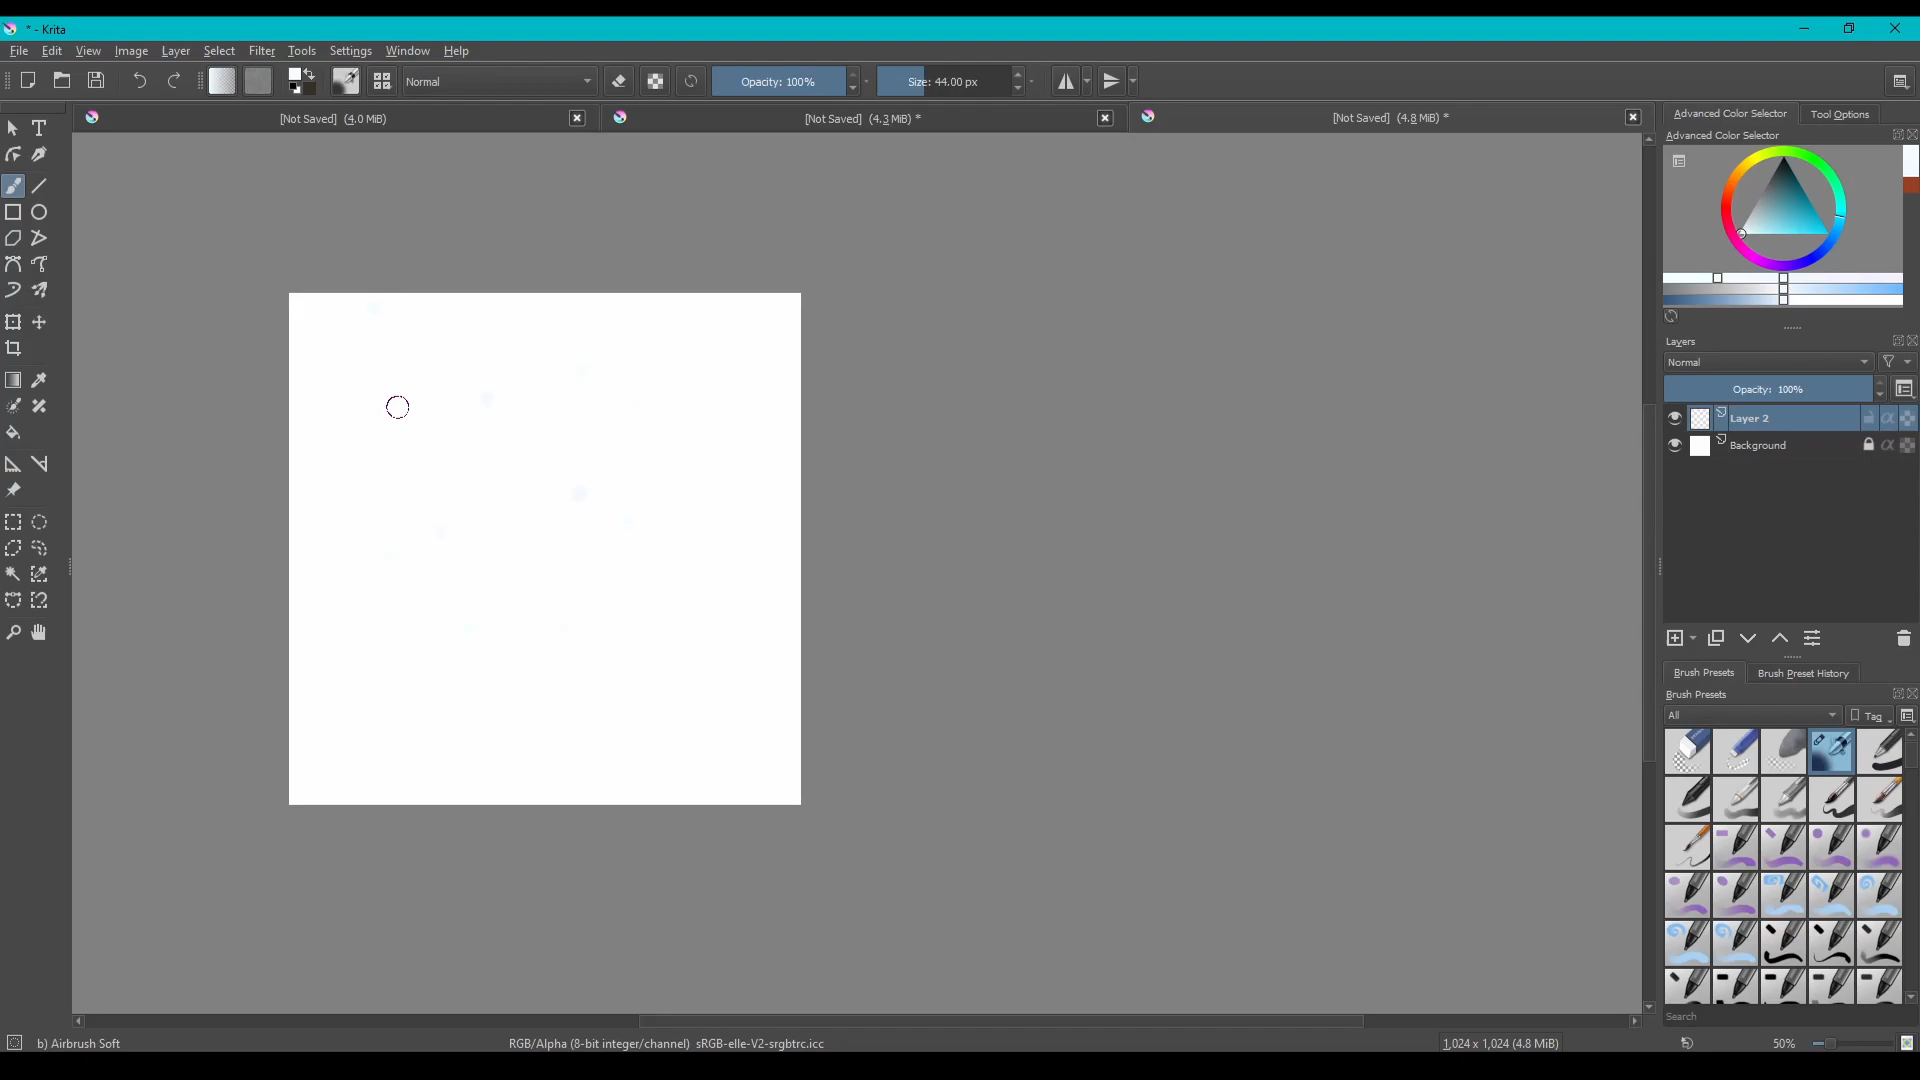 * - Krita
File Edit View Image Layer Select Filter Tools Settings Window Help
Normal Opacity: 100% Size: 44.00 px
[Not Saved] (4.0 MiB) [Not Saved] (4.3 MiB) * [Not Saved] (4.8 MiB) *
Advanced Color Selector Tool Options
Advanced Color Selector
Layers
Normal
Opacity: 100%
Layer 2
Background
Brush Presets Brush Preset History
Brush Presets
All Tag
Search
b) Airbrush Soft RGB/Alpha (8-bit integer/channel) sRGB-elle-V2-srgbtrc.icc 1,024 x 1,024 (4.8 MiB) 50%